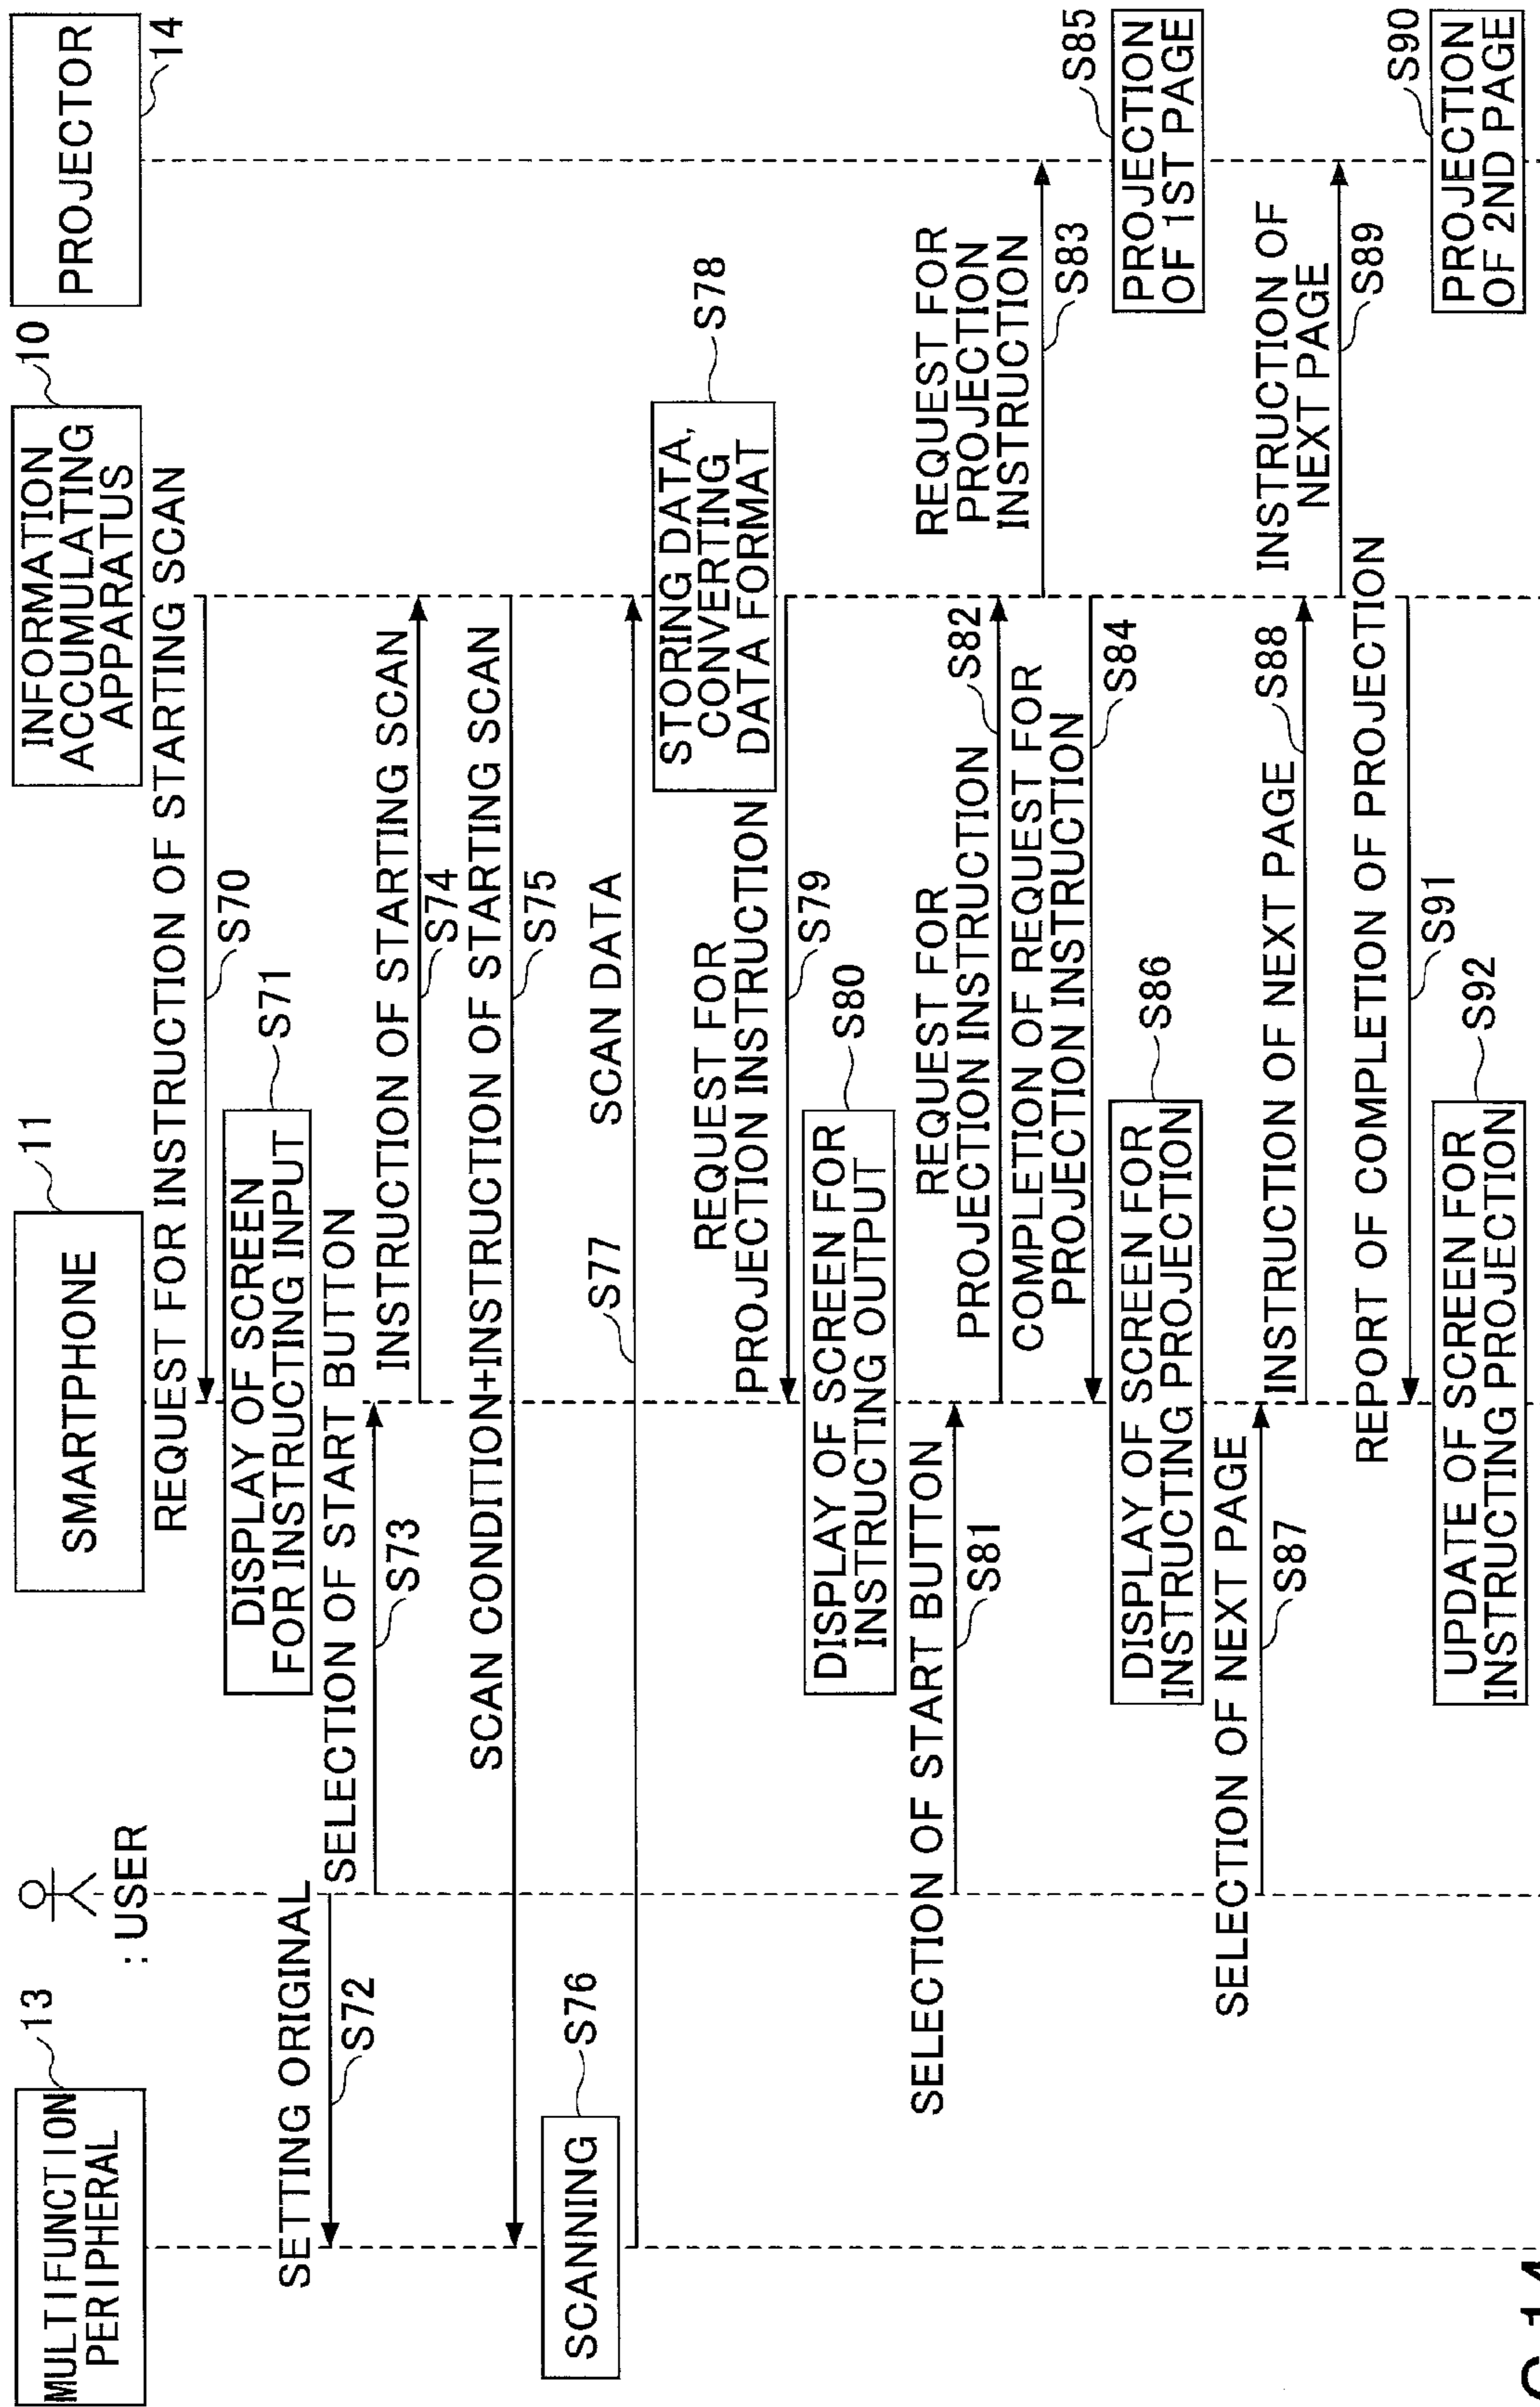 MULTIFUNCTION
PERIPHERAL
13
: USER
SMARTPHONE
11
INFORMATION
ACCUMULATING
APPARATUS
10
PROJECTOR
14
REQUEST FOR INSTRUCTION OF STARTING SCAN
S70
DISPLAY OF SCREEN
FOR INSTRUCTING INPUT
S71
SETTING ORIGINAL
S72
SELECTION OF START BUTTON
S73
INSTRUCTION OF STARTING SCAN
S74
SCAN CONDITION+INSTRUCTION OF STARTING SCAN
S75
SCANNING
S76
S77
SCAN DATA
STORING DATA,
CONVERTING
DATA FORMAT
S78
REQUEST FOR
PROJECTION INSTRUCTION
S79
DISPLAY OF SCREEN FOR
INSTRUCTING OUTPUT
S80
SELECTION OF START BUTTON
S81
REQUEST FOR
PROJECTION INSTRUCTION
S82
REQUEST FOR
PROJECTION
INSTRUCTION
S83
COMPLETION OF REQUEST FOR
PROJECTION INSTRUCTION
S84
PROJECTION
OF 1ST PAGE
S85
DISPLAY OF SCREEN FOR
INSTRUCTING PROJECTION
S86
SELECTION OF NEXT PAGE
S87
INSTRUCTION OF NEXT PAGE
S88
INSTRUCTION OF
NEXT PAGE
S89
PROJECTION
OF 2ND PAGE
S90
REPORT OF COMPLETION OF PROJECTION
S91
UPDATE OF SCREEN FOR
INSTRUCTING PROJECTION
S92